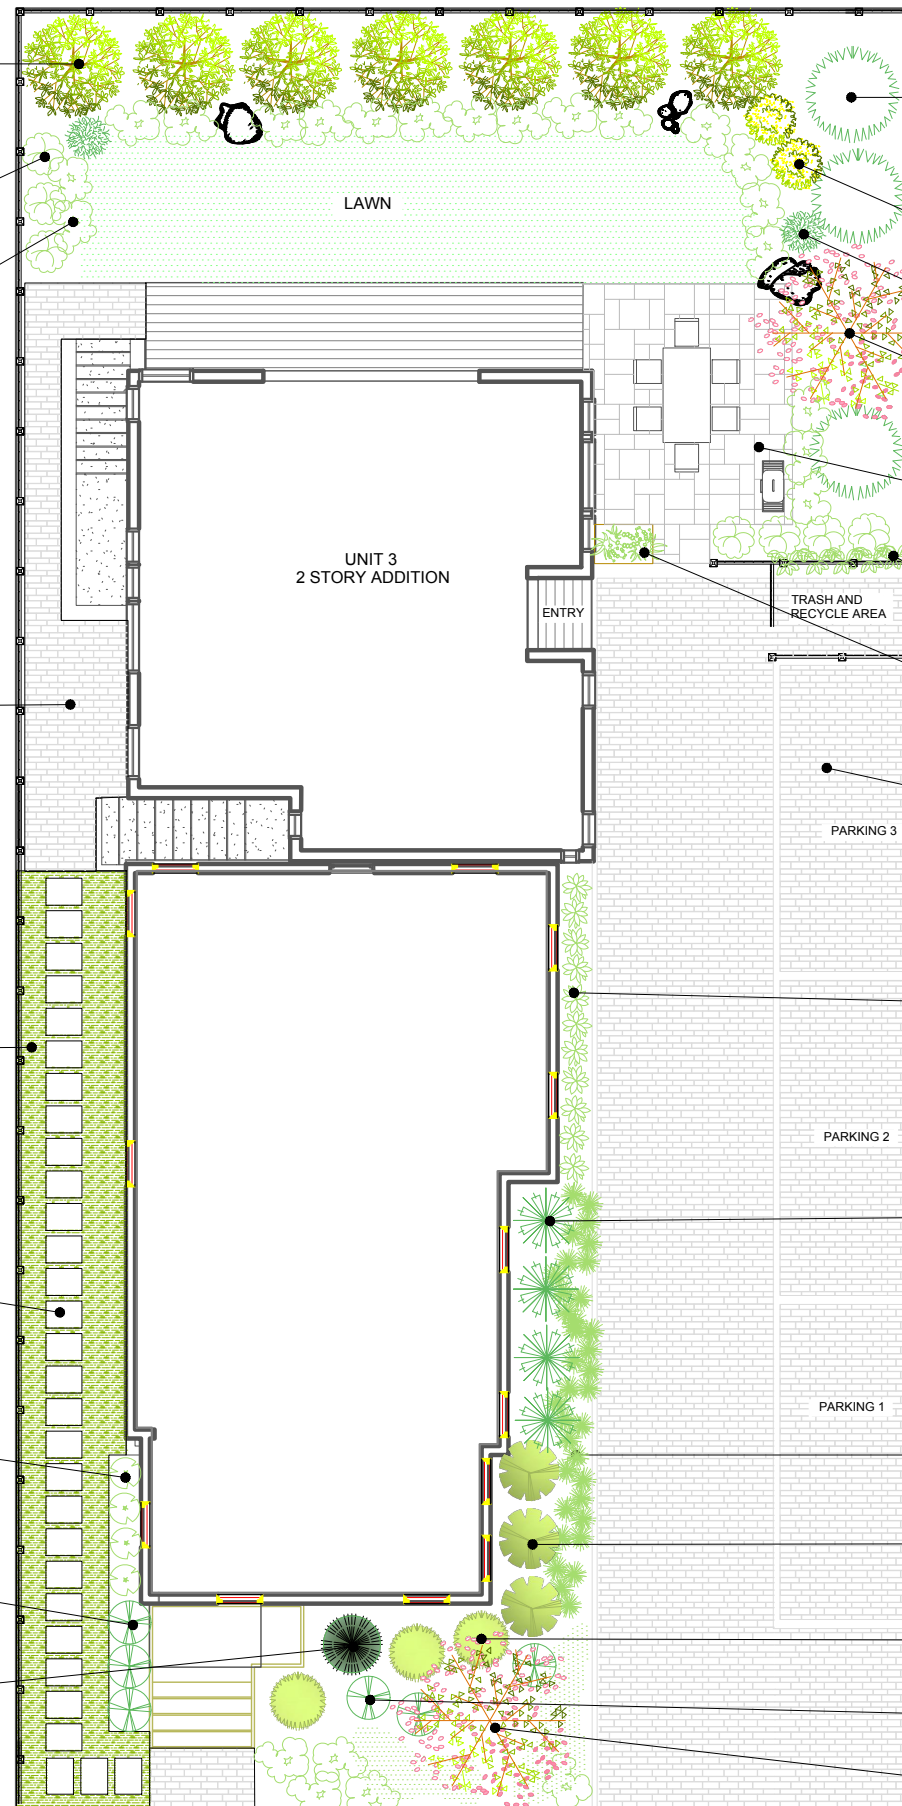 LAWN
UNIT 3
2 STORY ADDITION
ENTRY
TRASH AND
RECYCLE AREA
PARKING 3
PARKING 2
PARKING 1